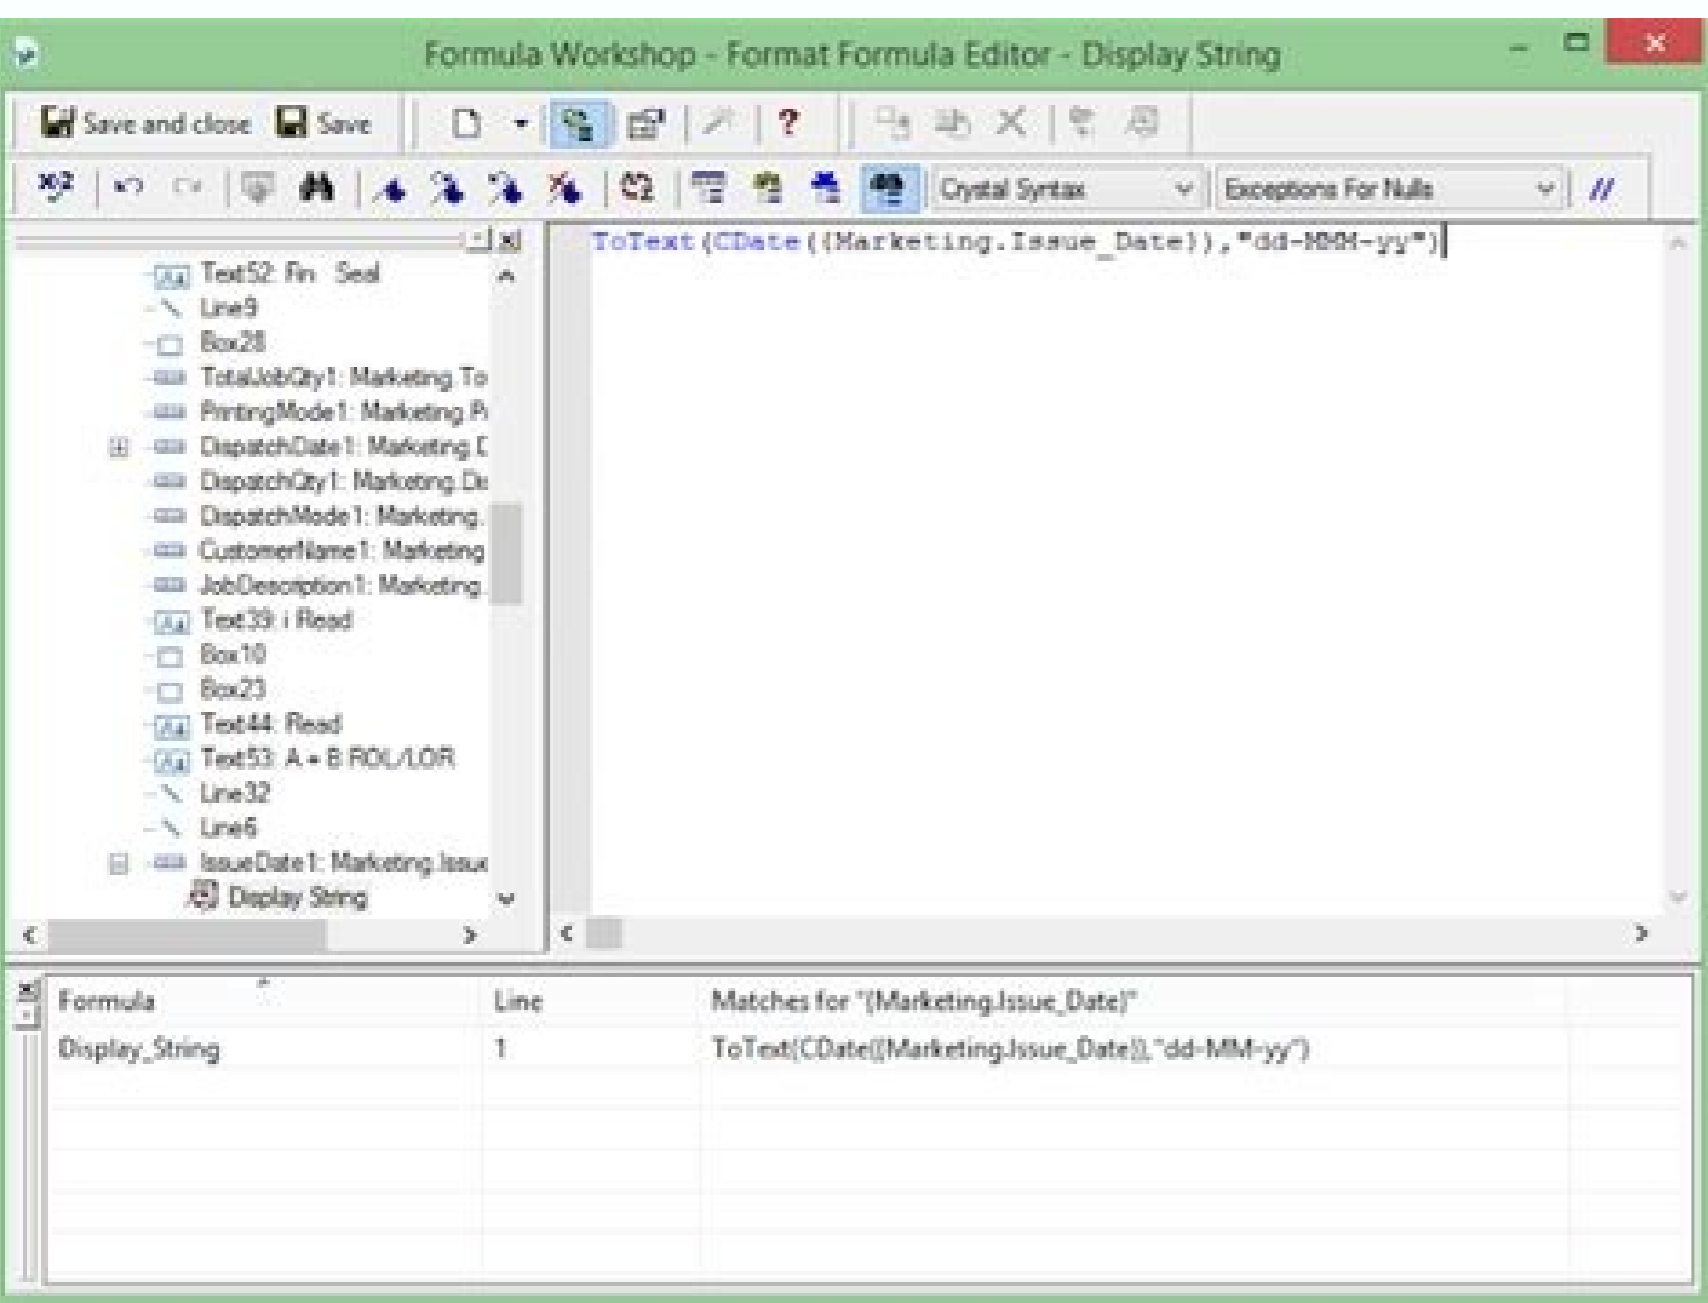 Formula Workshop - Format Formula Editor - Display String
Save and close Save
Crystal Syntax Exceptions For Nulls //
Text52: Fin Seal
Line9
Box28
TotalJobQty1: Marketing.To
PrintingMode1: Marketing.P
DispatchDate1: Marketing.D
DispatchQty1: Marketing.Dis
DispatchMode1: Marketing.
CustomerName1: Marketing
JobDescription1: Marketing.
Text39: i Read
Box10
Box23
Text44: Read
Text53: A + B ROL/LOR
Line32
Line6
IssueDate1: Marketing.Issue
Display String
ToText(CDate({Marketing.Issue_Date}),"dd-MMM-yy")
Formula Line Matches for "{Marketing.Issue_Date}"
Display_String 1 ToText(CDate({Marketing.Issue_Date}),"dd-MM-yy")